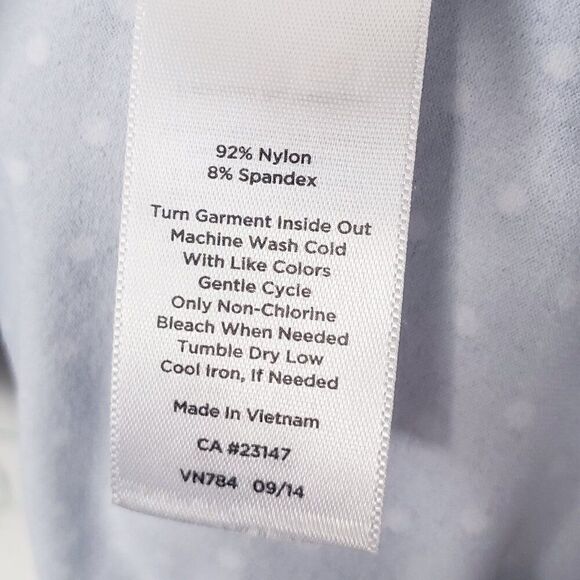 92% Nylon
8% Spandex
Turn Garment Inside Out
Machine Wash Cold
With Like Colors
Gentle Cycle
Only Non-Chlorine
Bleach When Needed
Tumble Dry Low
Cool Iron, If Needed
Made In Vietnam
CA #23147
VN784 09/14